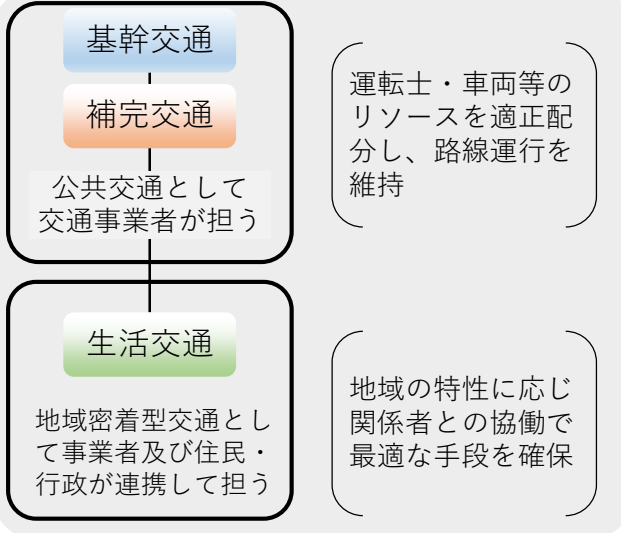 基幹交通
補完交通
公共交通として
交通事業者が担う
運転士・車両等の
リソースを適正配
分し、路線運行を
維持
生活交通
地域密着型交通とし
て事業者及び住民・
行政が連携して担う
地域の特性に応じ
関係者との協働で
最適な手段を確保